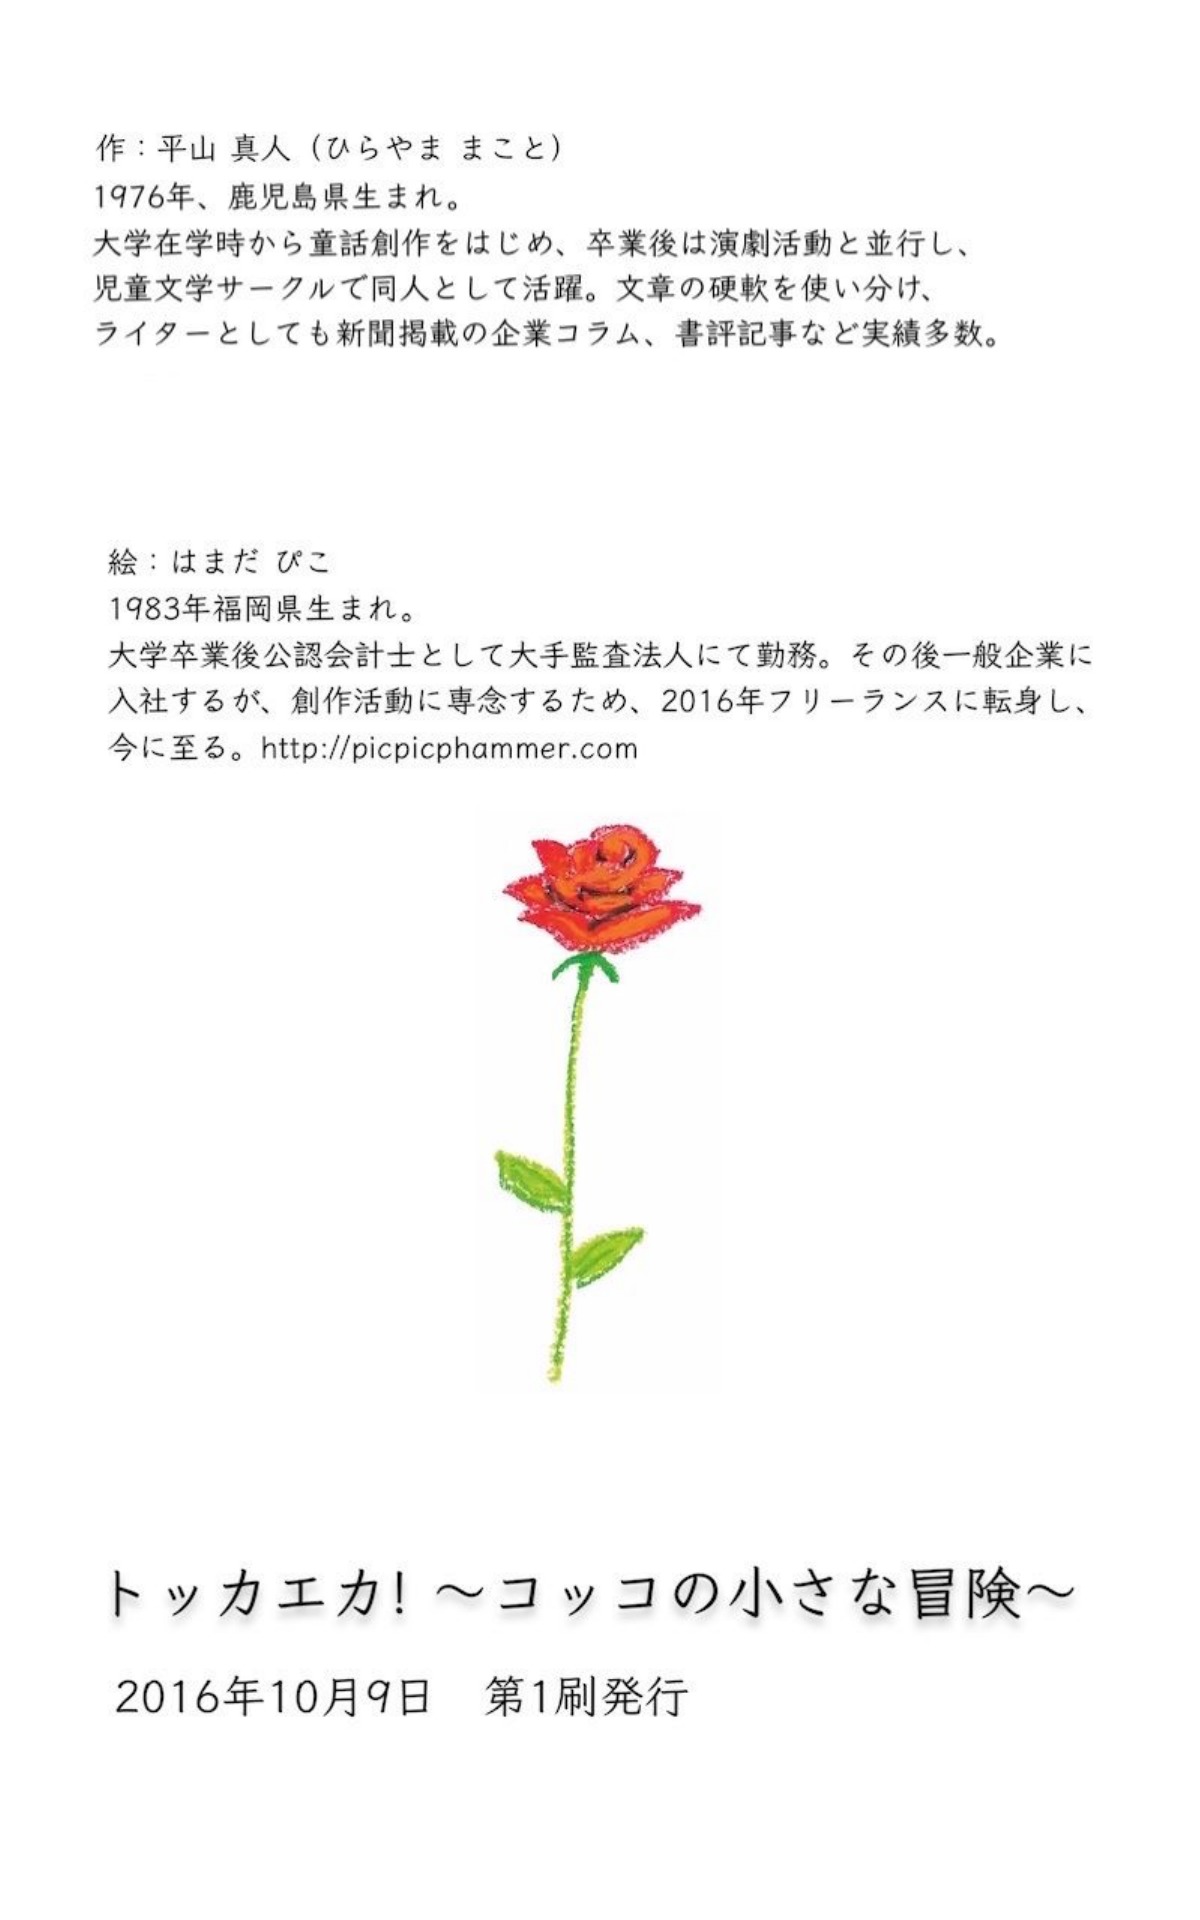 作：平山 真人（ひらやま まこと）
1976年、鹿児島県生まれ。
大学在学時から童話創作をはじめ、卒業後は演劇活動と並行し、
児童文学サークルで同人として活躍。文章の硬軟を使い分け、
ライターとしても新聞掲載の企業コラム、書評記事など実績多数。
絵：はまだ ぴこ
1983年福岡県生まれ。
大学卒業後公認会計士として大手監査法人にて勤務。その後一般企業に
入社するが、創作活動に専念するため、2016年フリーランスに転身し、
今に至る。http://picpicphammer.com
トッカエカ! ～コッコの小さな冒険～
2016年10月9日　第1刷発行